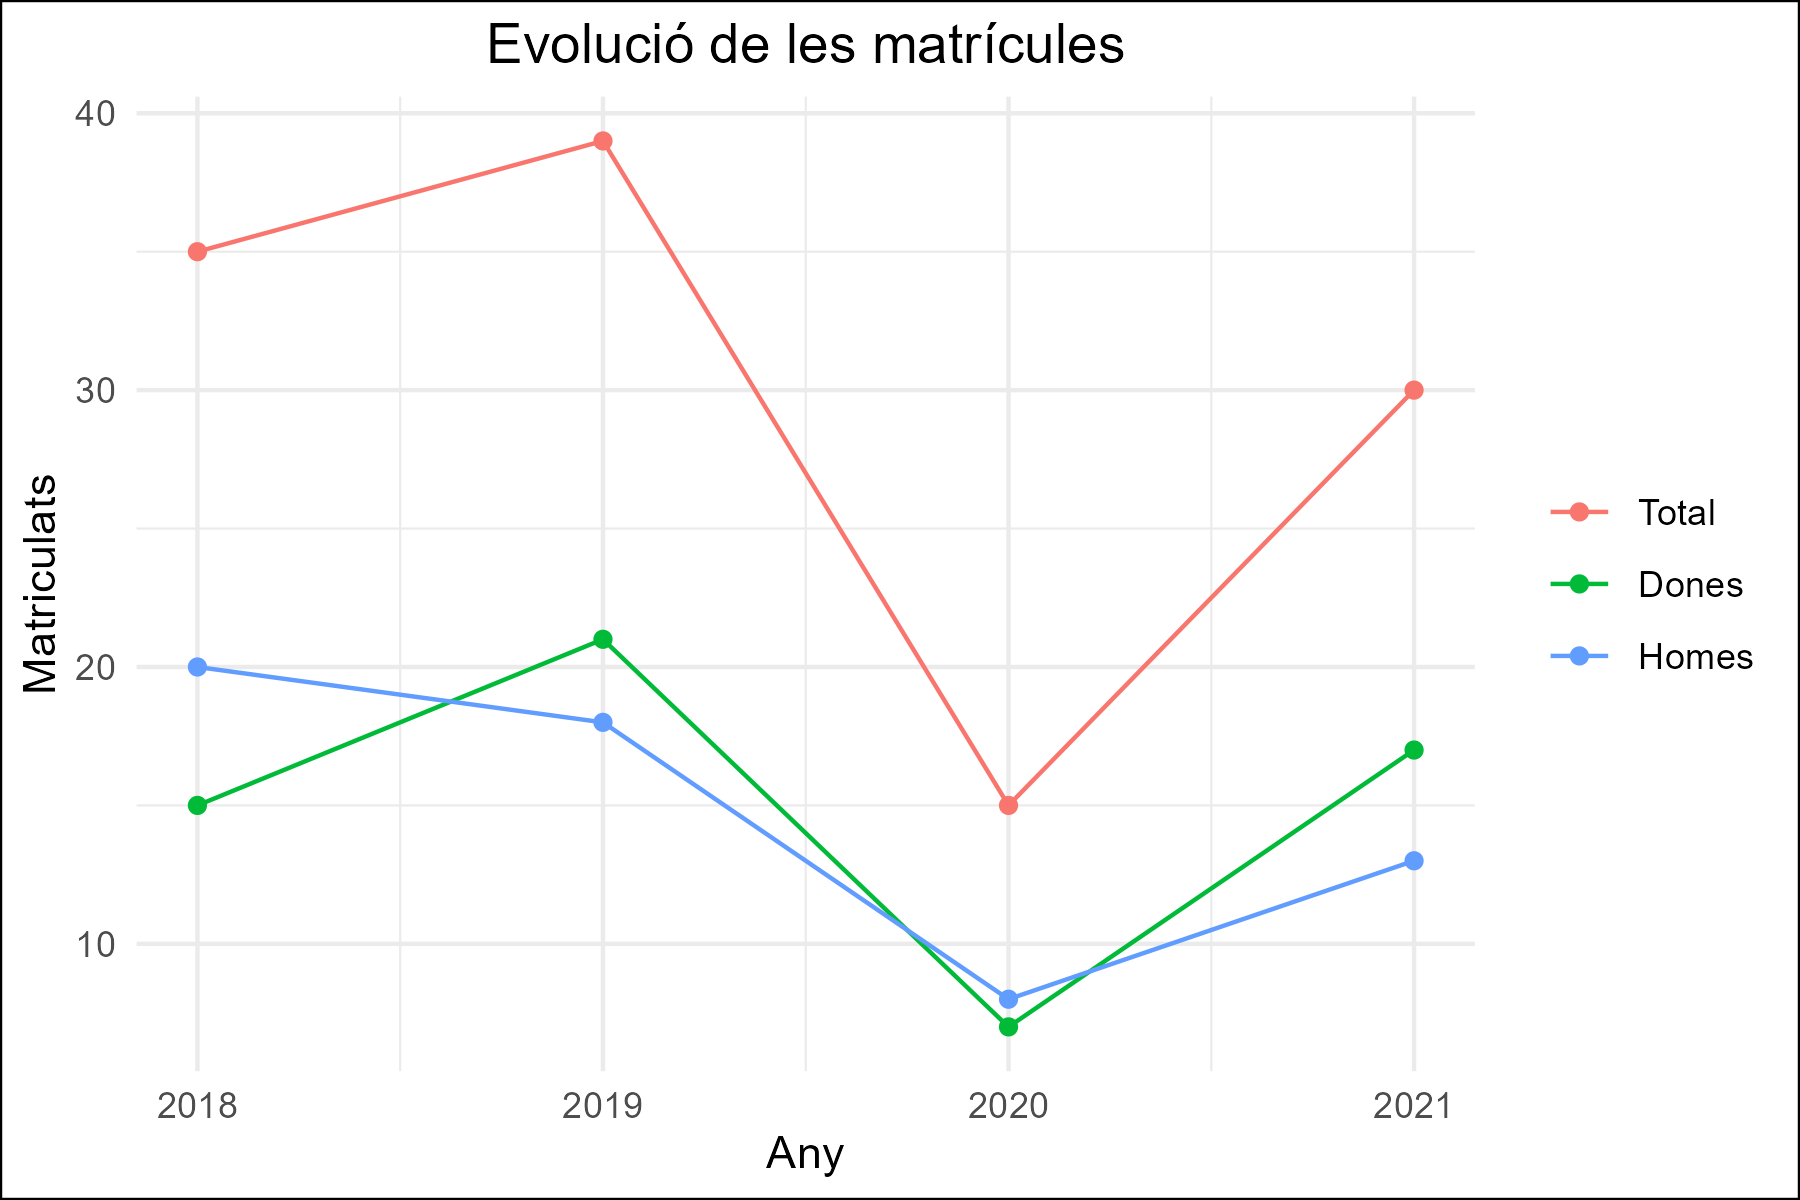 Evolució de les matrícules
40
30
20
10
Matriculats
2018 2019 2020 2021
Any
Total
Dones
Homes